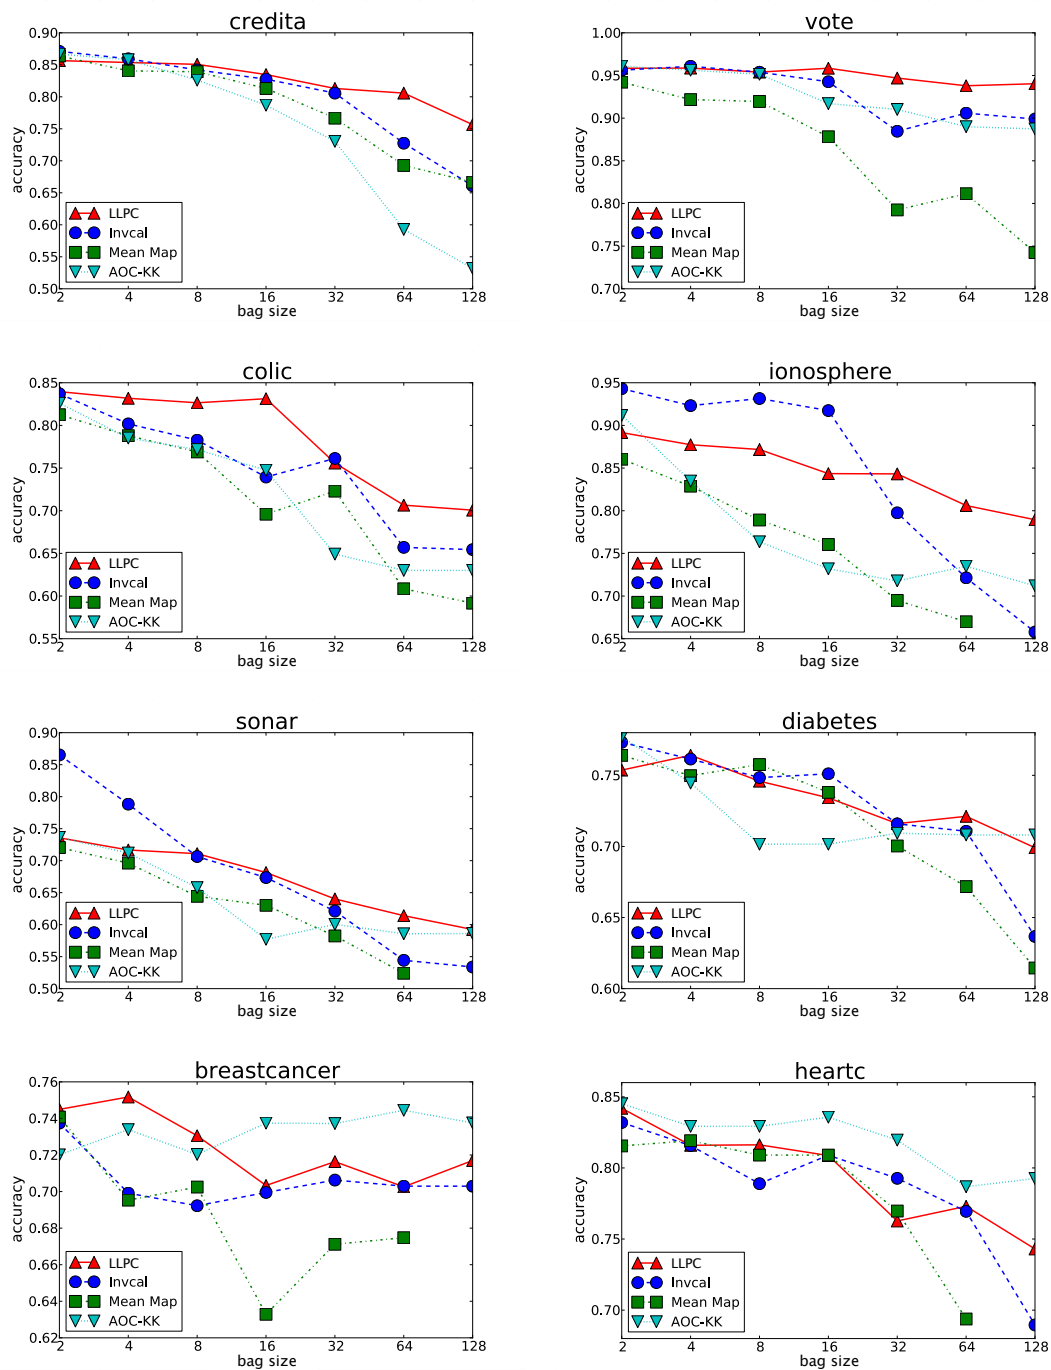 credita
0.90
0.85
0.80
0.75
0.70
0.65
0.60
0.55
0.50
accuracy
LLPC
Invcal
Mean Map
AOC-KK
2 4 8 16 32 64 128
bag size
vote
1.00
0.95
0.90
0.85
0.80
0.75
0.70
accuracy
LLPC
Invcal
Mean Map
AOC-KK
2 4 8 16 32 64 128
bag size
colic
0.85
0.80
0.75
0.70
0.65
0.60
0.55
accuracy
LLPC
Invcal
Mean Map
AOC-KK
2 4 8 16 32 64 128
bag size
ionosphere
0.95
0.90
0.85
0.80
0.75
0.70
0.65
accuracy
LLPC
Invcal
Mean Map
AOC-KK
2 4 8 16 32 64 128
bag size
sonar
0.90
0.85
0.80
0.75
0.70
0.65
0.60
0.55
0.50
accuracy
LLPC
Invcal
Mean Map
AOC-KK
2 4 8 16 32 64 128
bag size
diabetes
0.75
0.70
0.65
0.60
accuracy
LLPC
Invcal
Mean Map
AOC-KK
2 4 8 16 32 64 128
bag size
breastcancer
0.76
0.74
0.72
0.70
0.68
0.66
0.64
0.62
accuracy
LLPC
Invcal
Mean Map
AOC-KK
2 4 8 16 32 64 128
bag size
heartc
0.85
0.80
0.75
0.70
accuracy
LLPC
Invcal
Mean Map
AOC-KK
2 4 8 16 32 64 128
bag size